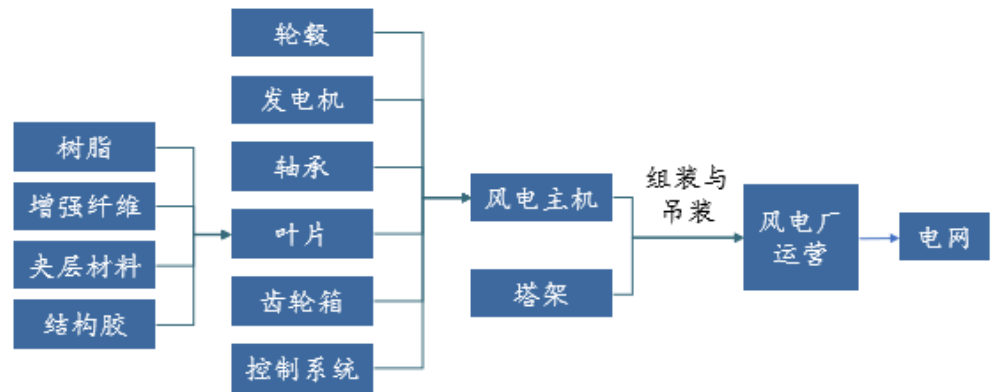 树脂
增强纤维
夹层材料
结构胶
轮毂
发电机
轴承
叶片
齿轮箱
控制系统
风电主机
塔架
组装与
吊装
风电厂
运营
电网